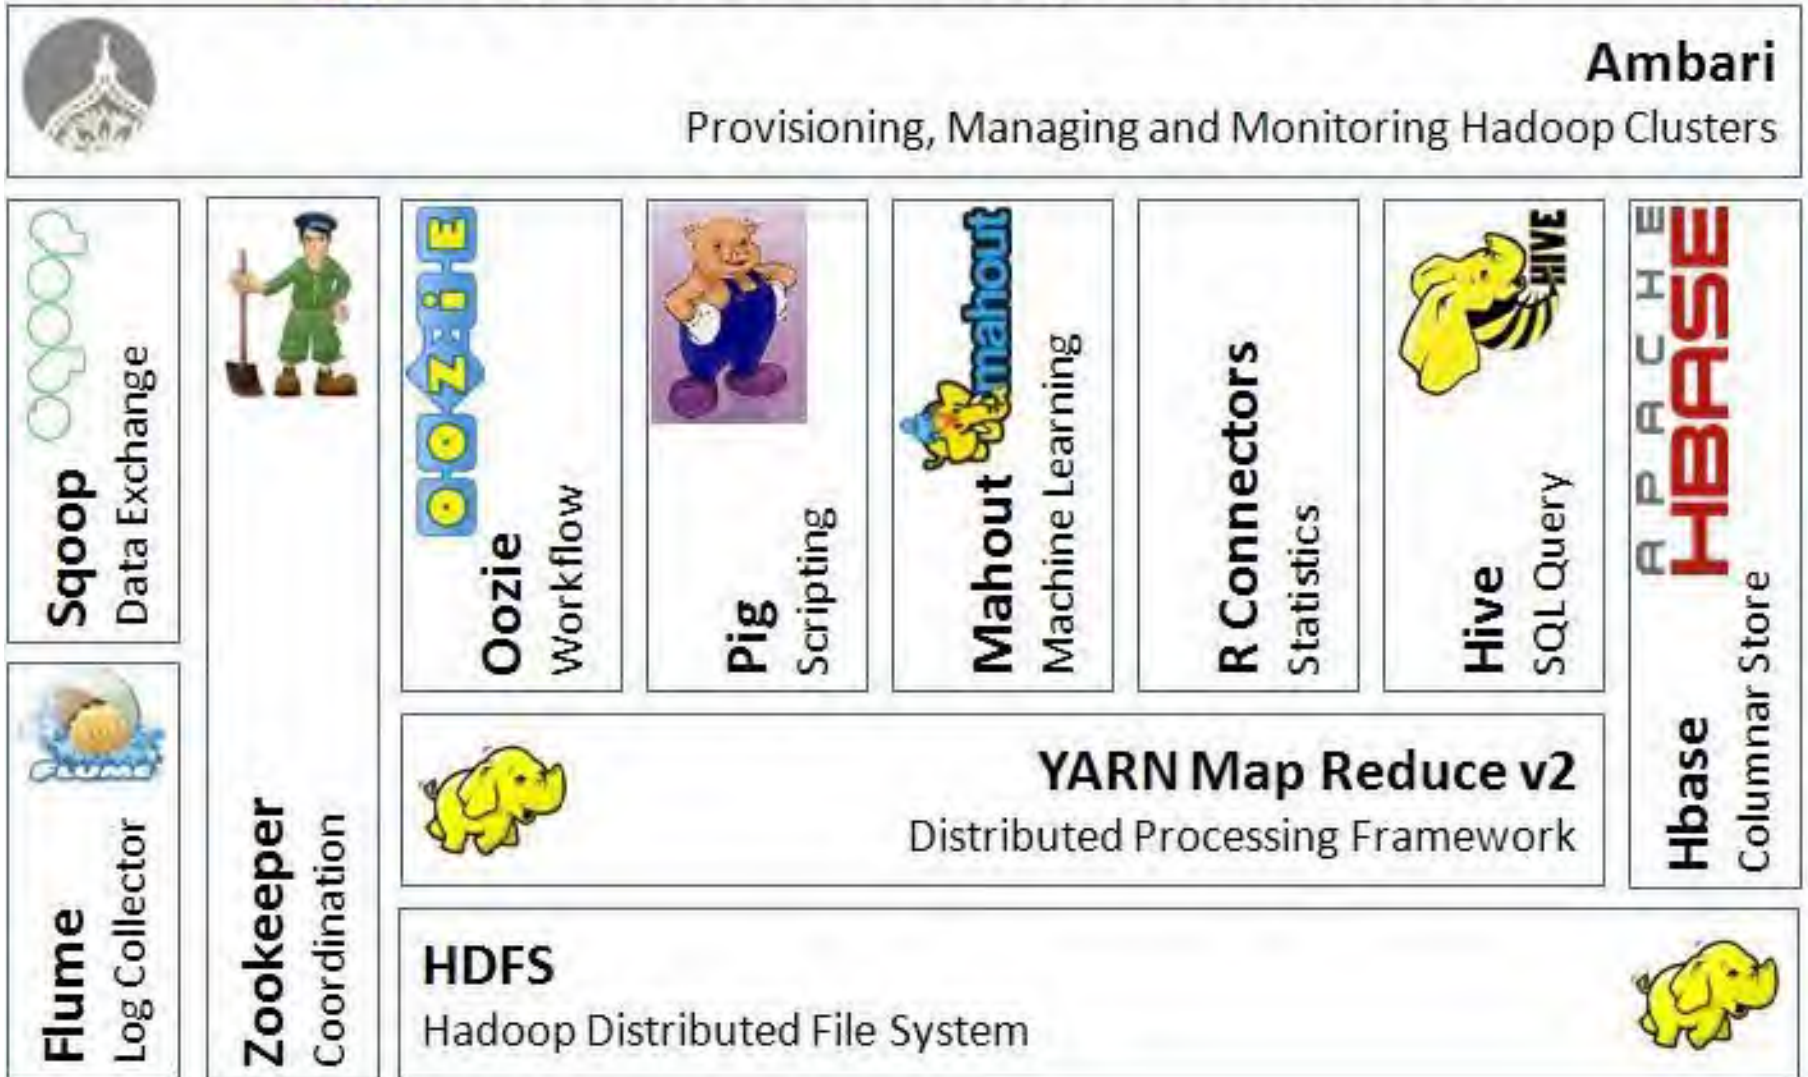 Ambari
Provisioning, Managing and Monitoring Hadoop Clusters
sqoop
Sqoop
Data Exchange
FLUME
Flume
Log Collector
Zookeeper
Coordination
OOZIE
Oozie
Workflow
Pig
Scripting
mahout
Mahout
Machine Learning
R Connectors
Statistics
HIVE
Hive
SQL Query
APACHE
HBASE
Hbase
Columnar Store
YARN Map Reduce v2
Distributed Processing Framework
HDFS
Hadoop Distributed File System